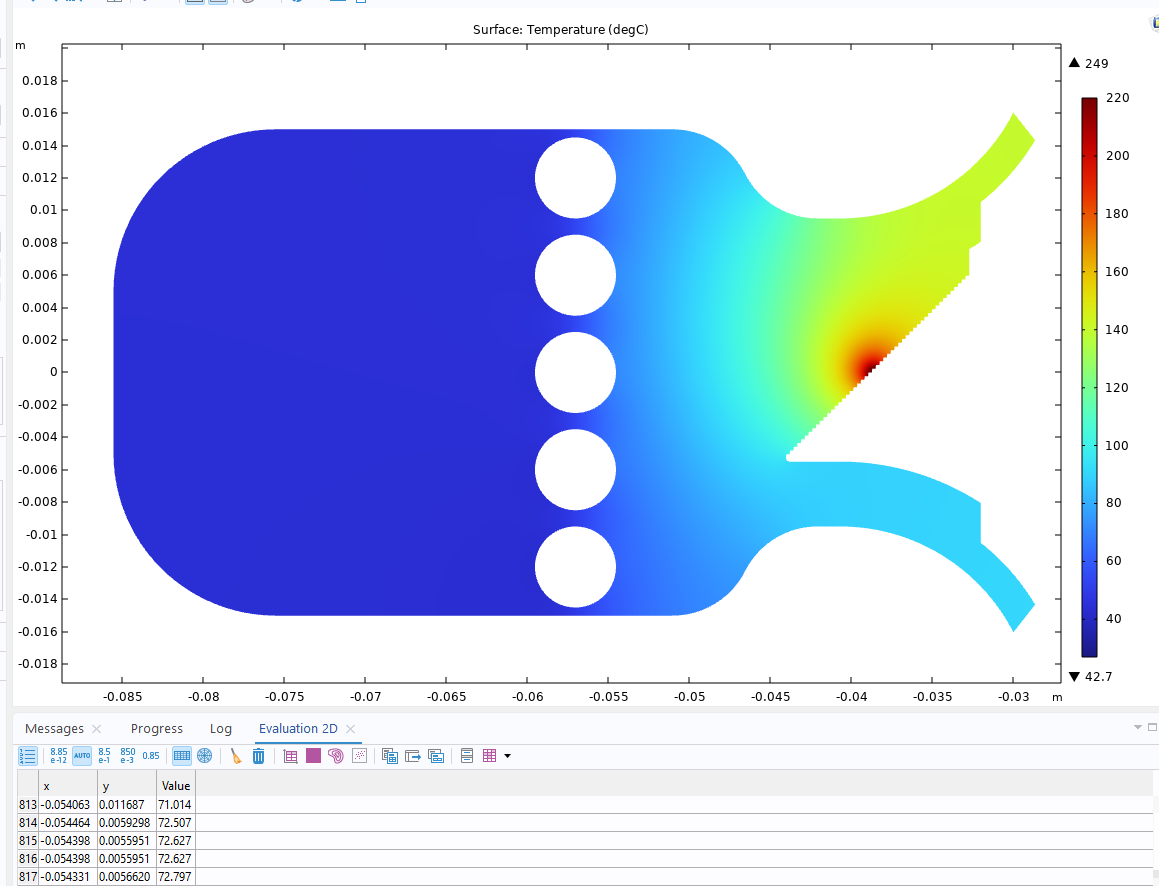 Surface: Temperature (degC)
m
249
220
200
180
160
140
120
100
80
60
40
42.7
0.018
0.016
0.014
0.012
0.01
0.008
0.006
0.004
0.002
0
-0.002
-0.004
-0.006
-0.008
-0.01
-0.012
-0.014
-0.016
-0.018
-0.085 -0.08 -0.075 -0.07 -0.065 -0.06 -0.055 -0.05 -0.045 -0.04 -0.035 -0.03 m
Messages Progress Log Evaluation 2D
8.85 e-12 AUTO 8.5 e-1 850 e-3 0.85
x y Value
813 -0.054063 0.011687 71.014
814 -0.054464 0.0059298 72.507
815 -0.054398 0.0055951 72.627
816 -0.054398 0.0055951 72.627
817 -0.054331 0.0056620 72.797